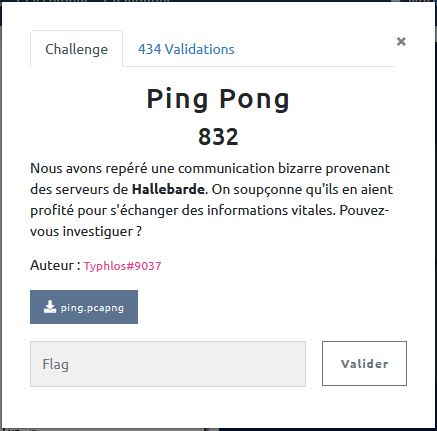 Challenge
434 Validations
×
Ping Pong
832
Nous avons repéré une communication bizarre provenant
des serveurs de Hallebarde. On soupçonne qu'ils en aient
profité pour s'échanger des informations vitales. Pouvez-
vous investiguer ?
Auteur : Typhlos#9037
ping.pcapng
Flag
Valider